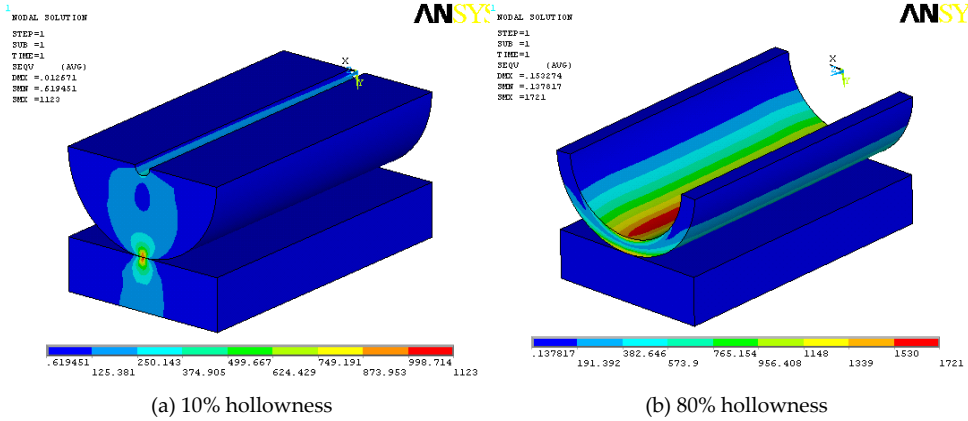 1
ANSYS
NODAL SOLUTION
STEP=1
SUB =1
TIME=1
SEQV (AVG)
DMX =.012671
SMN =.619451
SMX =1123
X
Y
.619451 250.143 499.667 749.191 998.714
125.381 374.905 624.429 873.953 1123
(a) 10% hollowness
1
ANSYS
NODAL SOLUTION
STEP=1
SUB =1
TIME=1
SEQV (AVG)
DMX =.153274
SMN =.137817
SMX =1721
X
Y
.137817 382.646 765.154 1148 1530
191.392 573.9 956.408 1339 1721
(b) 80% hollowness